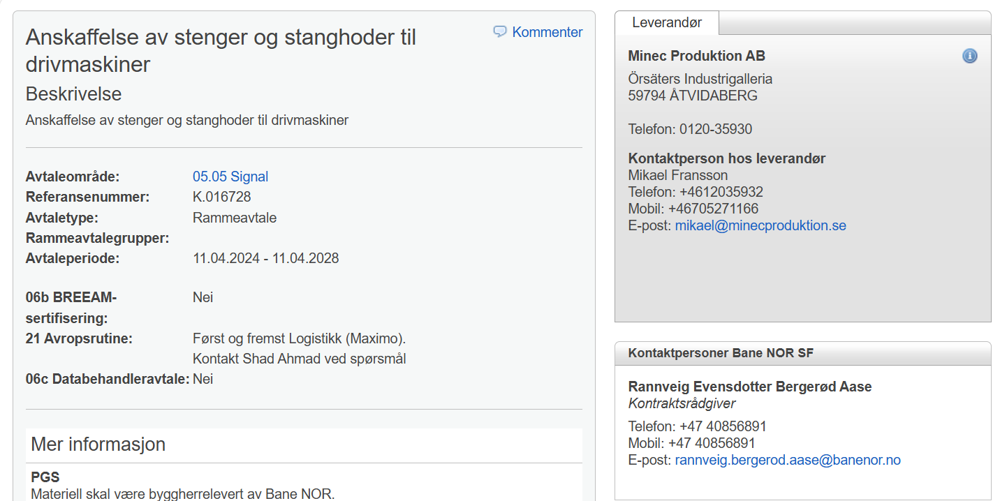 Anskaffelse av stenger og stanghoder til
drivmaskiner
Kommenter
Beskrivelse
Anskaffelse av stenger og stanghoder til drivmaskiner
Avtaleområde: 05.05 Signal
Referansenummer: K.016728
Avtaletype: Rammeavtale
Rammeavtalegrupper:
Avtaleperiode: 11.04.2024 - 11.04.2028
06b BREEAM- Nei
sertifisering:
21 Avropsrutine: Først og fremst Logistikk (Maximo).
Kontakt Shad Ahmad ved spørsmål
06c Databehandleravtale: Nei
Mer informasjon
PGS
Materiell skal være byggherrelevert av Bane NOR.
Leverandør
Minec Produktion AB
Örsäters Industrigalleria
59794 ÅTVIDABERG
Telefon: 0120-35930
Kontaktperson hos leverandør
Mikael Fransson
Telefon: +4612035932
Mobil: +46705271166
E-post: mikael@minecproduktion.se
Kontaktpersoner Bane NOR SF
Rannveig Evensdotter Bergerød Aase
Kontraktsrådgiver
Telefon: +47 40856891
Mobil: +47 40856891
E-post: rannveig.bergerod.aase@banenor.no